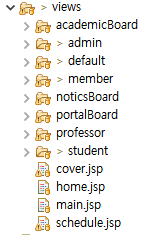 > views
academicBoard
> admin
> default
> member
noticsBoard
portalBoard
professor
> student
cover.jsp
home.jsp
main.jsp
schedule.jsp